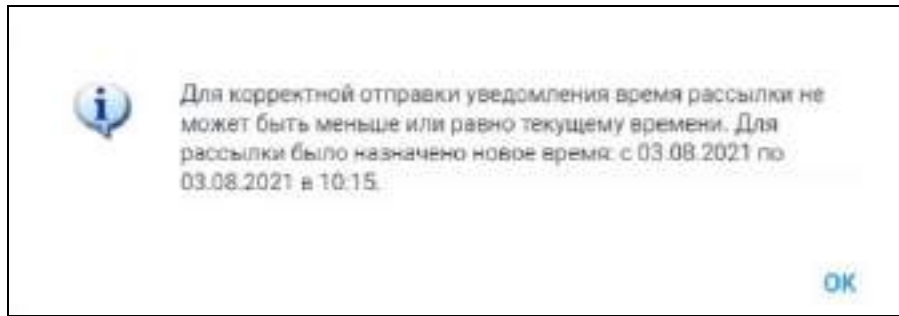 Для корректной отправки уведомления время рассылки не
может быть меньше или равно текущему времени. Для
рассылки было назначено новое время: с 03.08.2021 по
03.08.2021 в 10:15.
ОК